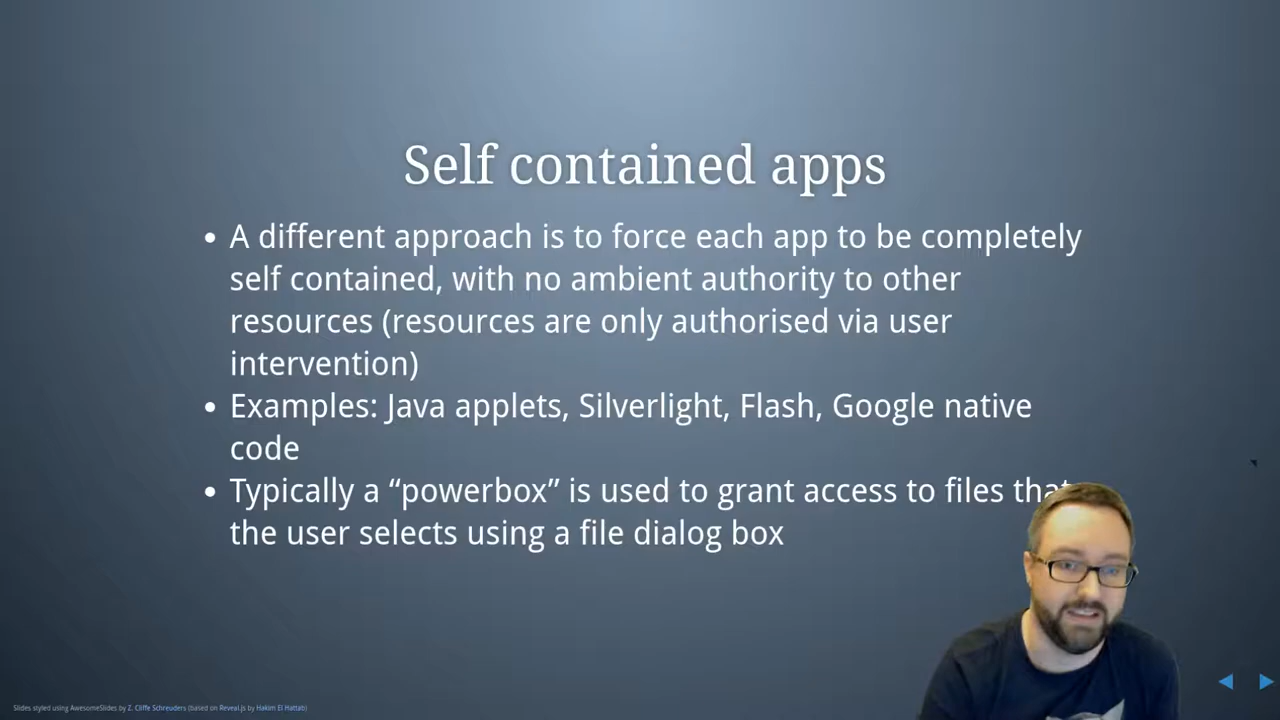 Self contained apps
• A different approach is to force each app to be completely
self contained, with no ambient authority to other
resources (resources are only authorised via user
intervention)
• Examples: Java applets, Silverlight, Flash, Google native
code
• Typically a “powerbox” is used to grant access to files that
the user selects using a file dialog box
Slides styled using AwesomeSlides by Z. Cliffe Schreuders (based on Reveal.js by Hakim El Hattab)